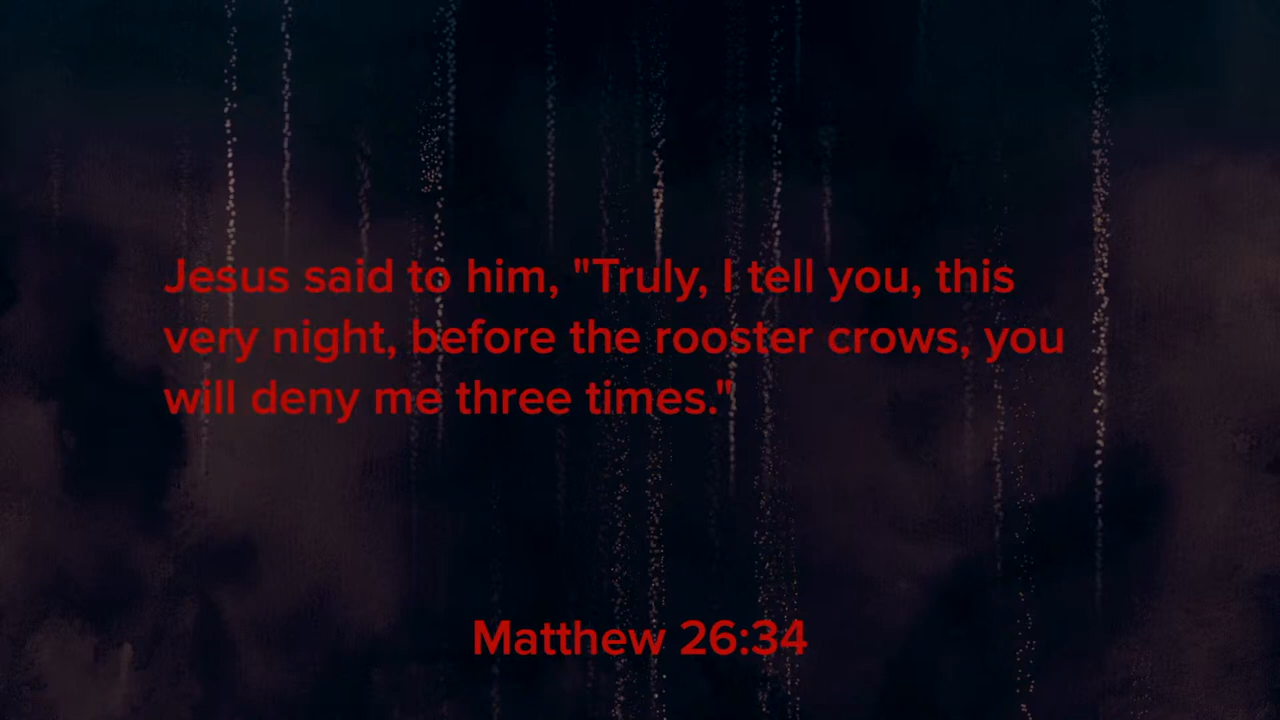 Jesus said to him, "Truly, I tell you, this
very night, before the rooster crows, you
will deny me three times."
Matthew 26:34